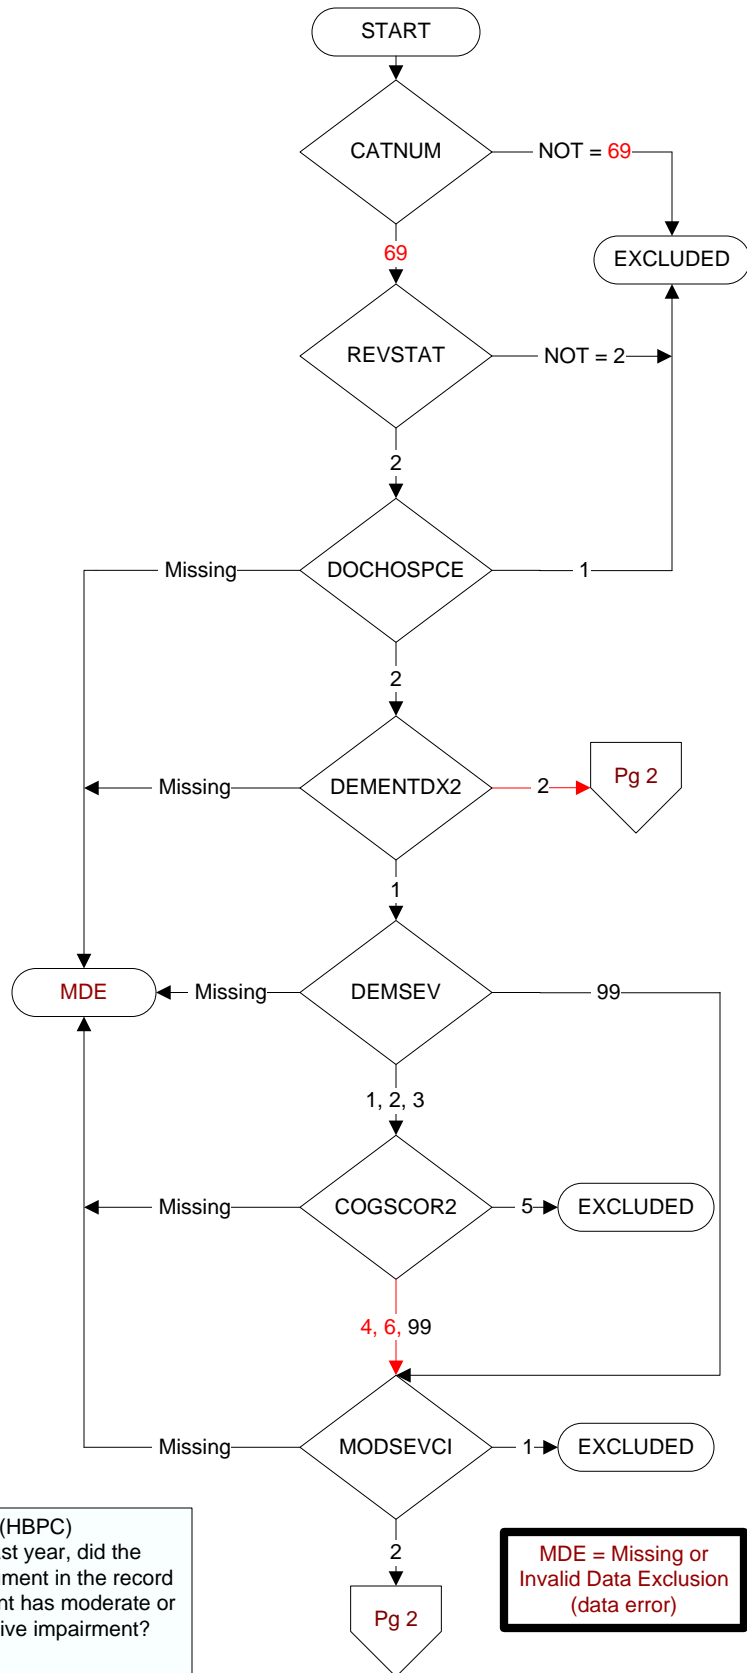 START
CATNUM
NOT = 69
EXCLUDED
69
REVSTAT
NOT = 2
2
DOCHOSPCE
Missing
1
2
DEMENTDX2
Missing
2
Pg 2
1
MDE
Missing
DEMSEV
99
1, 2, 3
COGSCOR2
Missing
5
EXCLUDED
4, 6, 99
MODSEVCI
Missing
1
EXCLUDED
2
Pg 2
(HBPC)
ast year, did the
ument in the record
nt has moderate or
tive impairment?
MDE = Missing or
Invalid Data Exclusion
(data error)